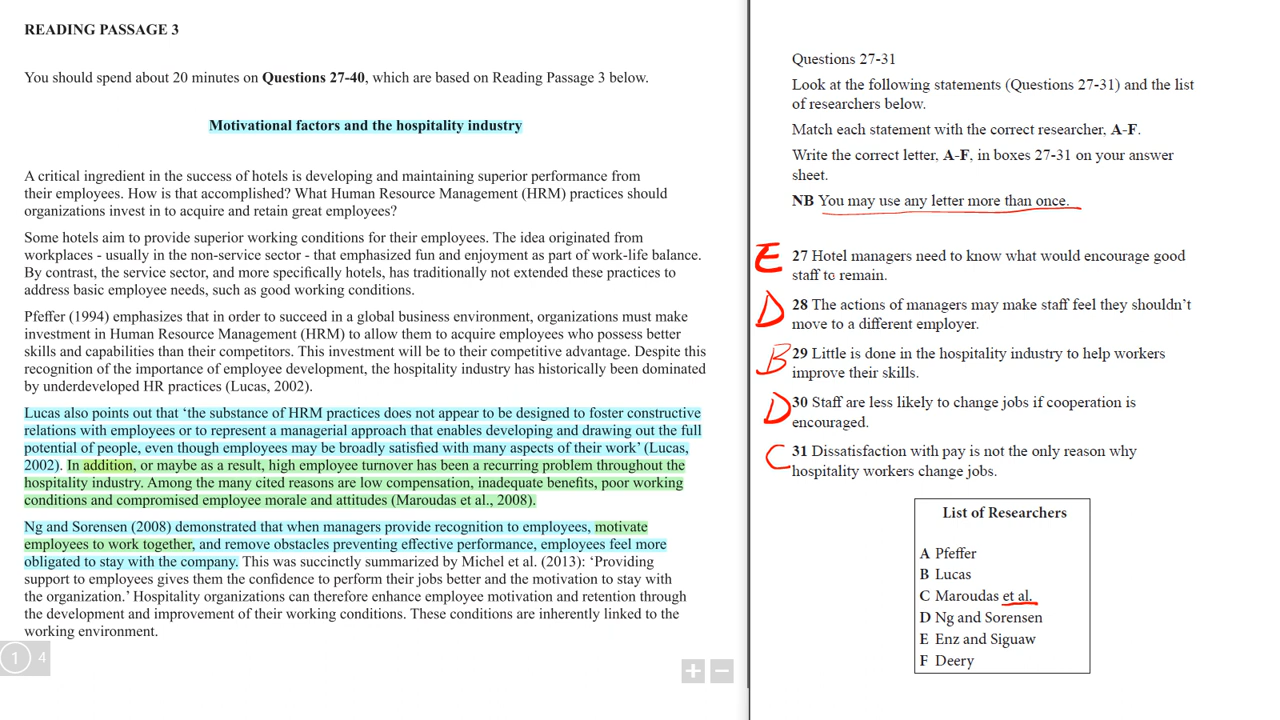 READING PASSAGE 3
You should spend about 20 minutes on Questions 27-40, which are based on Reading Passage 3 below.
Motivational factors and the hospitality industry
A critical ingredient in the success of hotels is developing and maintaining superior performance from
their employees. How is that accomplished? What Human Resource Management (HRM) practices should
organizations invest in to acquire and retain great employees?
Some hotels aim to provide superior working conditions for their employees. The idea originated from
workplaces - usually in the non-service sector - that emphasized fun and enjoyment as part of work-life balance.
By contrast, the service sector, and more specifically hotels, has traditionally not extended these practices to
address basic employee needs, such as good working conditions.
Pfeffer (1994) emphasizes that in order to succeed in a global business environment, organizations must make
investment in Human Resource Management (HRM) to allow them to acquire employees who possess better
skills and capabilities than their competitors. This investment will be to their competitive advantage. Despite this
recognition of the importance of employee development, the hospitality industry has historically been dominated
by underdeveloped HR practices (Lucas, 2002).
Lucas also points out that ‘the substance of HRM practices does not appear to be designed to foster constructive
relations with employees or to represent a managerial approach that enables developing and drawing out the full
potential of people, even though employees may be broadly satisfied with many aspects of their work’ (Lucas,
2002). In addition, or maybe as a result, high employee turnover has been a recurring problem throughout the
hospitality industry. Among the many cited reasons are low compensation, inadequate benefits, poor working
conditions and compromised employee morale and attitudes (Maroudas et al., 2008).
Ng and Sorensen (2008) demonstrated that when managers provide recognition to employees, motivate
employees to work together, and remove obstacles preventing effective performance, employees feel more
obligated to stay with the company. This was succinctly summarized by Michel et al. (2013): ‘Providing
support to employees gives them the confidence to perform their jobs better and the motivation to stay with
the organization.’ Hospitality organizations can therefore enhance employee motivation and retention through
the development and improvement of their working conditions. These conditions are inherently linked to the
working environment.
1 4
+ −
Questions 27-31
Look at the following statements (Questions 27-31) and the list
of researchers below.
Match each statement with the correct researcher, A-F.
Write the correct letter, A-F, in boxes 27-31 on your answer
sheet.
NB You may use any letter more than once.
E 27 Hotel managers need to know what would encourage good
staff to remain.
D 28 The actions of managers may make staff feel they shouldn’t
move to a different employer.
B 29 Little is done in the hospitality industry to help workers
improve their skills.
D 30 Staff are less likely to change jobs if cooperation is
encouraged.
C 31 Dissatisfaction with pay is not the only reason why
hospitality workers change jobs.
List of Researchers
A Pfeffer
B Lucas
C Maroudas et al.
D Ng and Sorensen
E Enz and Siguaw
F Deery